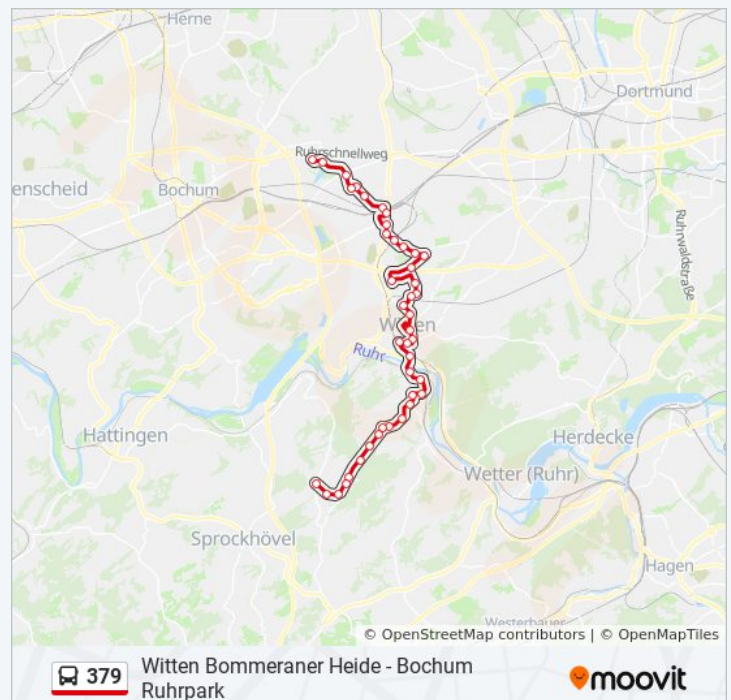 Herne
Dortmund
Ruhrschnellweg
enscheid
Bochum
Ruhrwaldstraße
Witten
Ruhr
Hattingen
Herdecke
Wetter (Ruhr)
Sprockhövel
Hagen
Westerbauer
© OpenStreetMap contributors | © OpenMapTiles
379
Witten Bommeraner Heide - Bochum
Ruhrpark
moovit